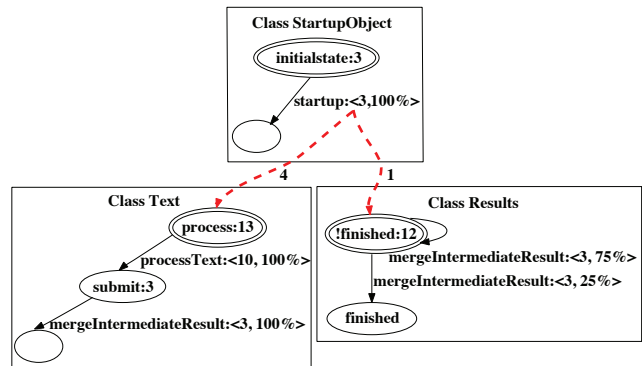 Class StartupObject
initialstate:3
startup:<3,100%>
4
1
Class Text
process:13
processText:<10, 100%>
submit:3
mergeIntermediateResult:<3, 100%>
Class Results
!finished:12
mergeIntermediateResult:<3, 75%>
mergeIntermediateResult:<3, 25%>
finished